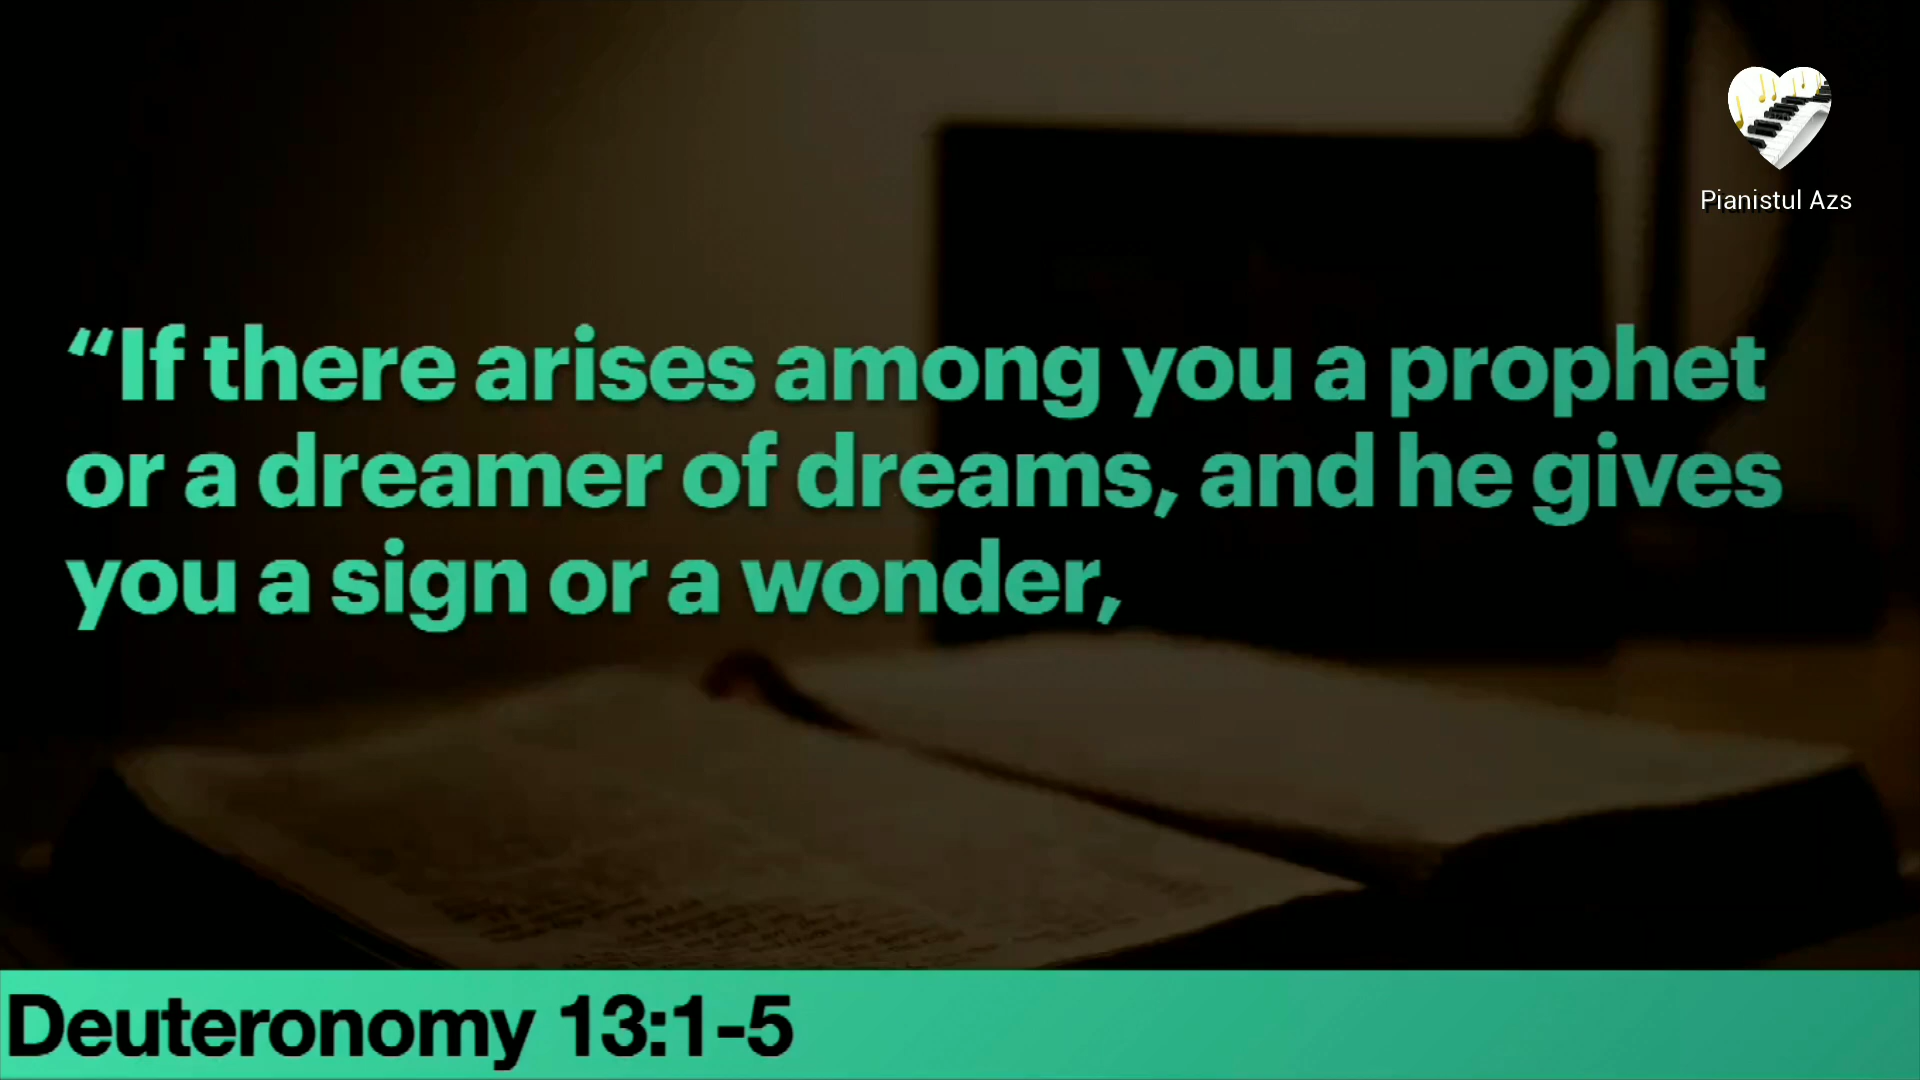 Pianistul Azs
“If there arises among you a prophet
or a dreamer of dreams, and he gives
you a sign or a wonder,
Deuteronomy 13:1-5